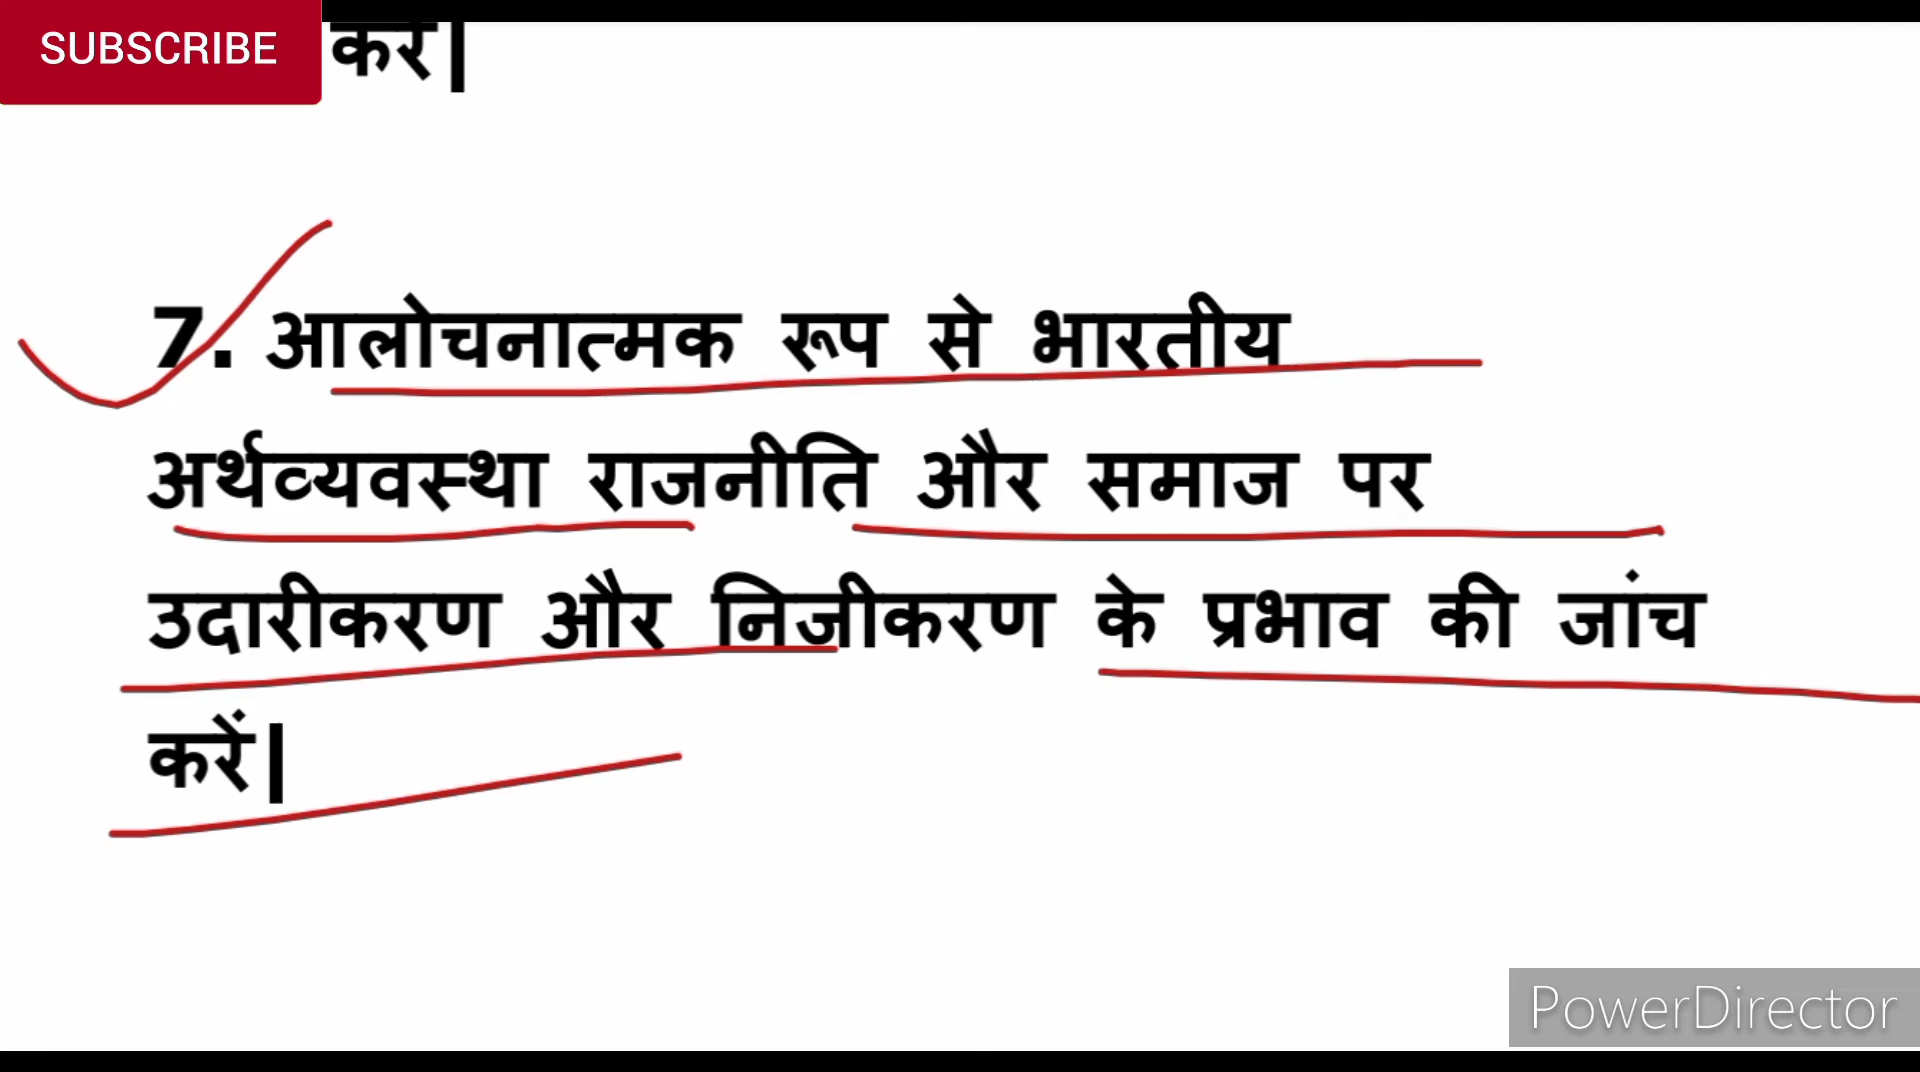 SUBSCRIBE
7. आलोचनात्मक रूप से भारतीय
अर्थव्यवस्था राजनीति और समाज पर
उदारीकरण और निजीकरण के प्रभाव की जांच
करें|
PowerDirector